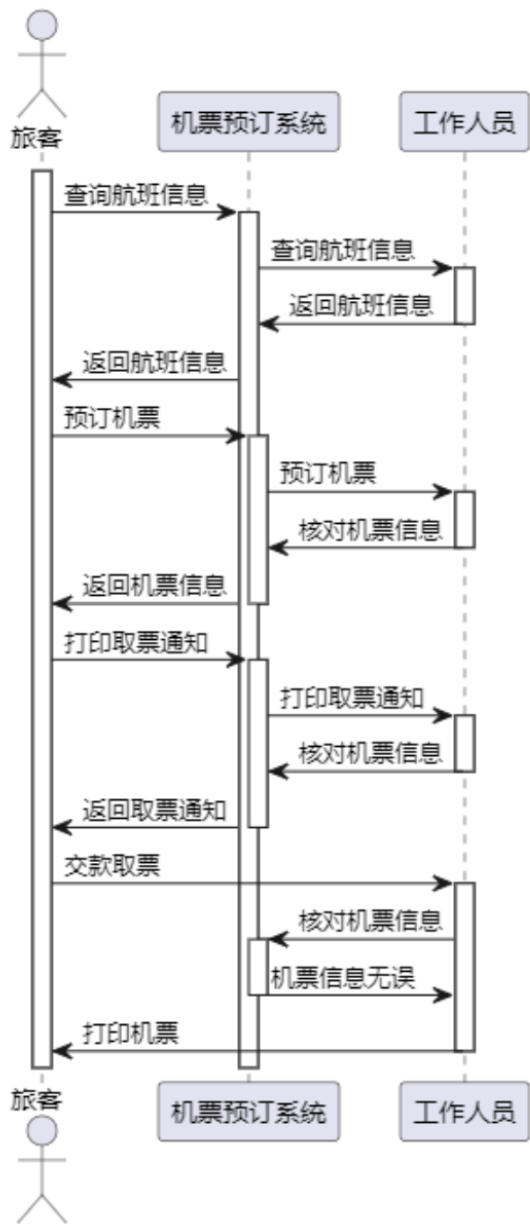 旅客
机票预订系统
工作人员
查询航班信息
查询航班信息
返回航班信息
返回航班信息
预订机票
预订机票
核对机票信息
返回机票信息
打印取票通知
打印取票通知
核对机票信息
返回取票通知
交款取票
核对机票信息
机票信息无误
打印机票
旅客
机票预订系统
工作人员